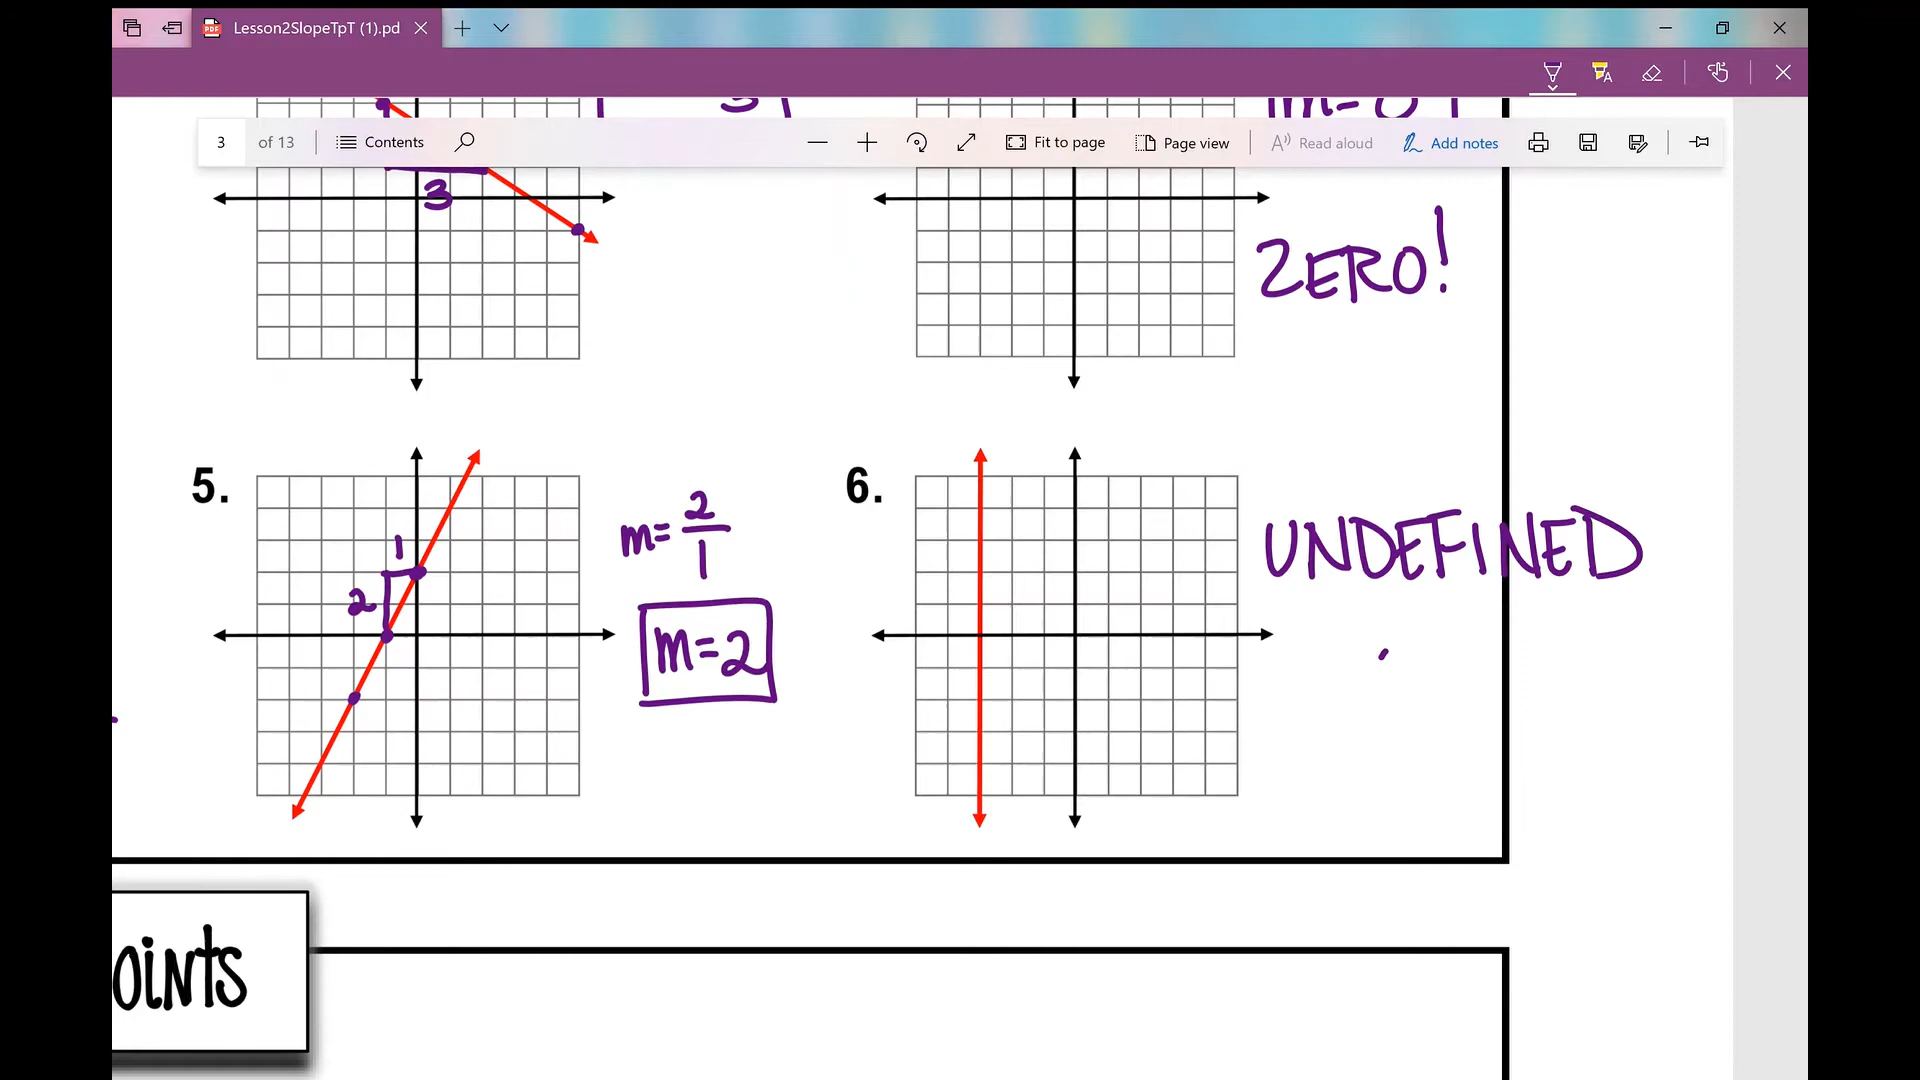 Lesson2SlopeTpT (1).pd
3 of 13 Contents Fit to page Page view Read aloud Add notes
3
ZERO!
5.
1
2
m=2/1
m=2
6.
UNDEFINED
oints